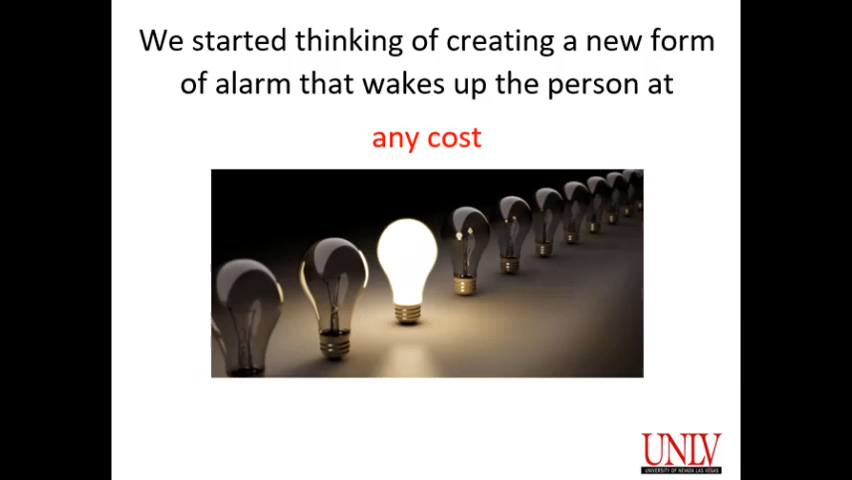 We started thinking of creating a new form
of alarm that wakes up the person at
any cost
UNLV
UNIVERSITY OF NEVADA LAS VEGAS